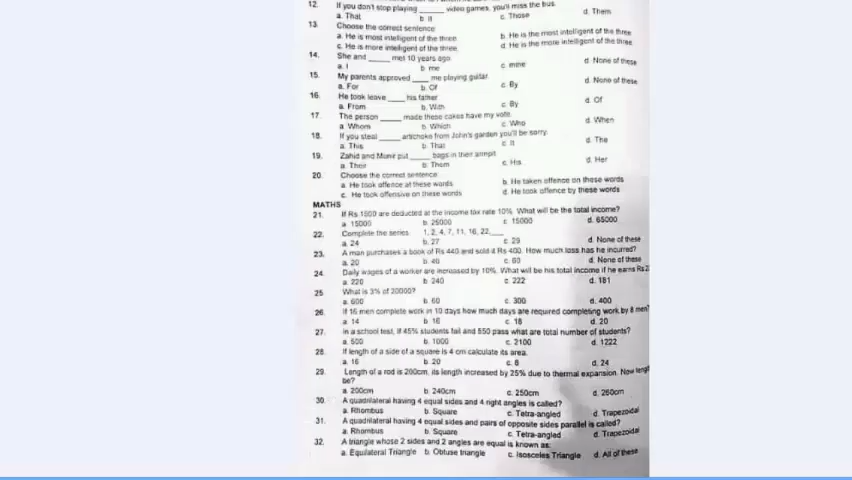 12. If you don't stop playing ______ video games, you'll miss the bus.
a. That b. It c. Those d. Them
13. Choose the correct sentence
a. He is most intelligent of the three. b. He is the most intelligent of the three
c. He is more intelligent of the three. d. He is the more intelligent of the three.
14. She and ______ met 10 years ago
a. I b. me c. mine d. None of these
15. My parents approved ____ me playing guitar.
a. For b. Of c. By d. None of these
16. He took leave ____ his father
a. From b. With c. By d. Of
17. The person ______ made these cakes have my vote.
a. Whom b. Which c. Who d. When
18. If you steal ______ artichoke from John's garden you'll be sorry.
a. This b. That c. It d. The
19. Zahid and Munir put ______ bags in their armpit
a. Their b. Them c. His d. Her
20. Choose the correct sentence
a. He took offence at these words b. He taken offence on these words
c. He took offensive on these words d. He took offence by these words
MATHS
21. If Rs. 1500 are deducted at the income tax rate 10%. What will be the total income?
a. 15000 b. 25000 c. 15000 d. 65000
22. Complete the series. 1, 2, 4, 7, 11, 16, 22,___
a. 24 b. 27 c. 29 d. None of these
23. A man purchases a book of Rs 440 and sold it Rs 400. How much loss has he incurred?
a. 20 b. 40 c. 60 d. None of these
24. Daily wages of a worker are increased by 10%. What will be his total income if he earns Rs
a. 220 b. 240 c. 222 d. 181
25 What is 3% of 20000?
a. 600 b. 60 c. 300 d. 400
26. If 16 men complete work in 10 days how much days are required completing work by 8 men?
a. 14 b. 16 c. 18 d. 20
27. In a school test, if 45% students fail and 550 pass what are total number of students?
a. 500 b. 1000 c. 2100 d. 1222
28. If length of a side of a square is 4 cm calculate its area.
a. 16 b. 20 c. 8 d. 24
29. Length of a rod is 200cm, its length increased by 25% due to thermal expansion. Now
be?
a. 200cm b. 240cm c. 250cm d. 260cm
30. A quadrilateral having 4 equal sides and 4 right angles is called?
a. Rhombus b. Square c. Tetra-angled d. Trapezoidal
31. A quadrilateral having 4 equal sides and pairs of opposite sides parallel is called?
a. Rhombus b. Square c. Tetra-angled d. Trapezoidal
32. A triangle whose 2 sides and 2 angles are equal is known as:
a. Equilateral Triangle b. Obtuse triangle c. Isosceles Triangle d. All of these